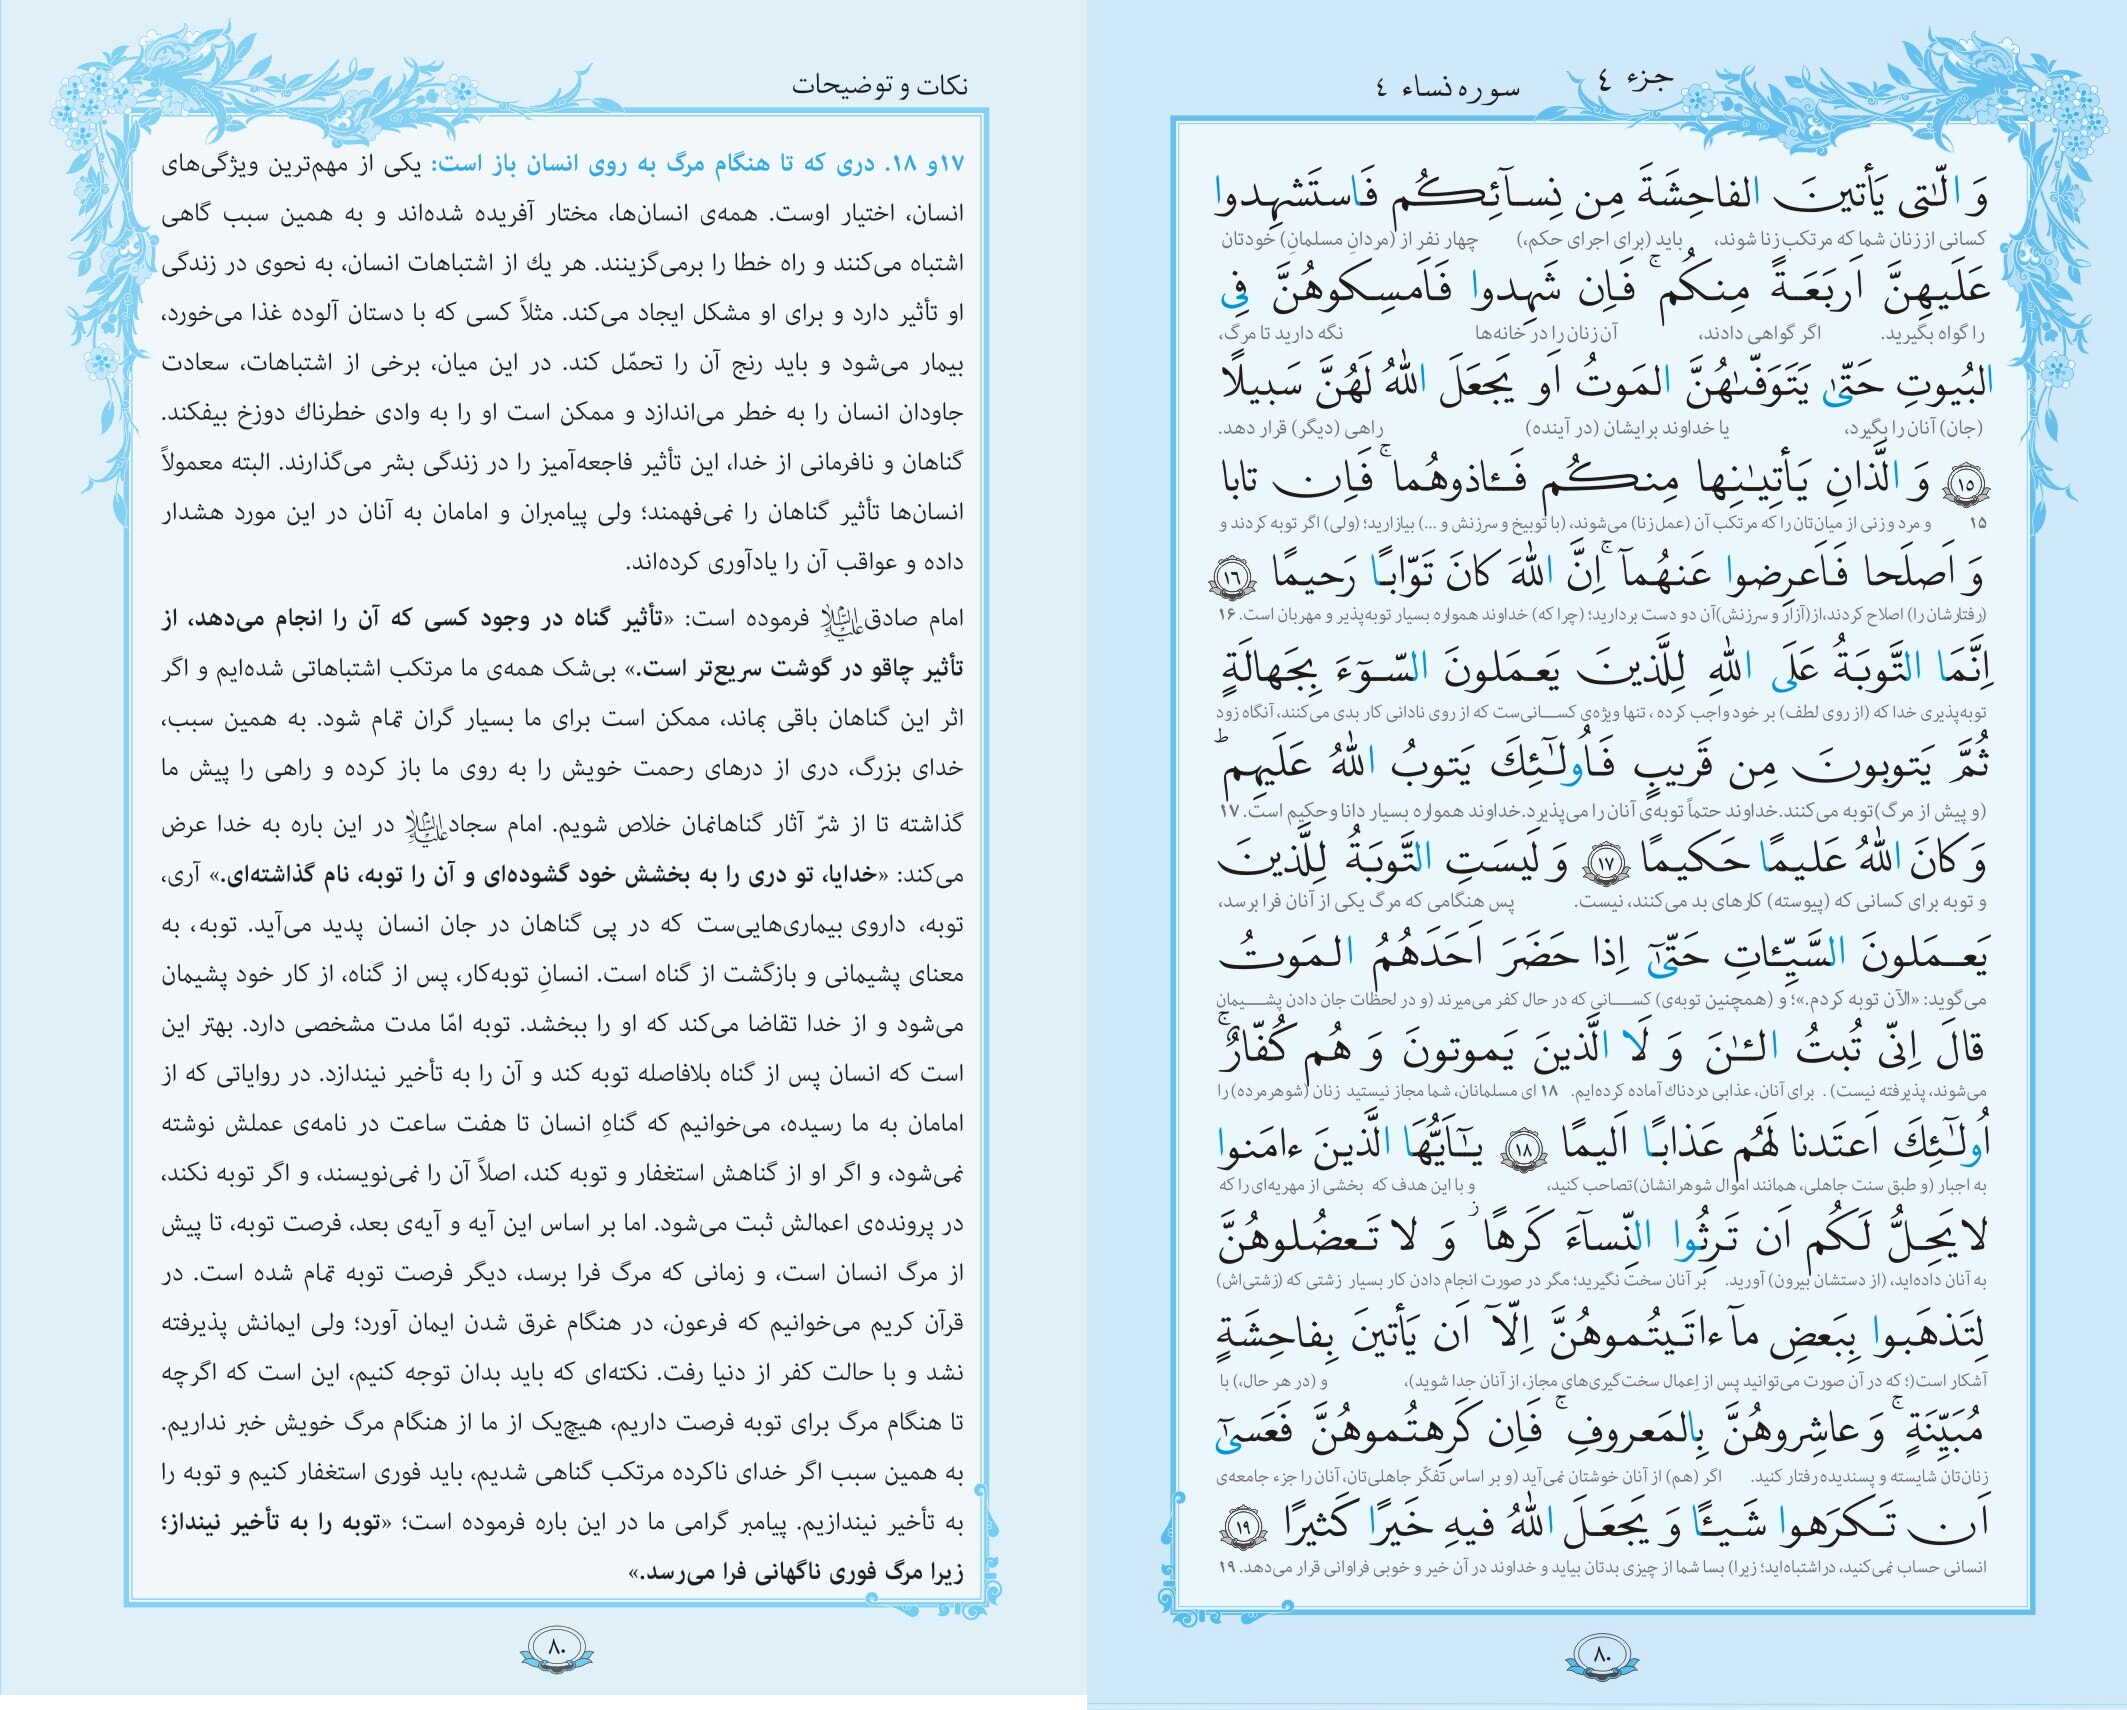 جزء ٤
سوره نساء ٤
وَ الّٰتی یَأتینَ الفاحِشَةَ مِن نِسآئِکُم فَاستَشهِدوا
کسانی از زنان شما که مرتکب زنا شوند، باید (برای اجرای حکم،) چهار نفر از (مردانِ مسلمانِ) خودتان
عَلَیهِنَّ اَربَعَةً مِنکُم ۚ فَاِن شَهِدوا فَاَمسِکوهُنَّ فِی
را گواه بگیرید. اگر گواهی دادند، آن زنان را در خانه‌ها نگه دارید تا مرگ،
البُیوتِ حَتّیٰ یَتَوَفّىٰهُنَّ المَوتُ اَو یَجعَلَ اللّٰهُ لَهُنَّ سَبیلًا
(جان) آنان را بگیرد، یا خداوند برایشان (در آینده) راهی (دیگر) قرار دهد.
﴿۱۵﴾ وَ الَّذانِ یَأتِیٰنِها مِنکُم فَـٔاذوهُما ۚ فَاِن تابا
۱۵ و مرد و زنی از میان‌تان را که مرتکب آن (عمل زنا) می‌شوند، (با توبیخ و سرزنش و ...) بیازارید؛ (ولی) اگر توبه کردند و
وَ اَصلَحا فَاَعرِضوا عَنهُمآ ۚ اِنَّ اللّٰهَ کانَ تَوّابًا رَحیمًا ﴿۱۶﴾
(رفتارشان را) اصلاح کردند، از (آزار و سرزنش) آن دو دست بردارید؛ (چرا که) خداوند همواره بسیار توبه‌پذیر و مهربان است. ۱۶
اِنَّمَا التَّوبَةُ عَلَی اللّٰهِ لِلَّذینَ یَعمَلونَ السّوٓءَ بِجَهالَةٍ
توبه‌پذیری خدا که (از روی لطف) بر خود واجب کرده، تنها ویژه‌ی کسانی‌ست که از روی نادانی کار بدی می‌کنند، آنگاه زود
ثُمَّ یَتوبونَ مِن قَریبٍ فَاُولٰٓئِكَ یَتوبُ اللّٰهُ عَلَیهِم ۗ
(و پیش از مرگ) توبه می‌کنند. خداوند حتماً توبه‌ی آنان را می‌پذیرد. خداوند همواره بسیار دانا و حکیم است. ۱۷
وَ کانَ اللّٰهُ عَلیمًا حَکیمًا ﴿۱۷﴾ وَ لَیسَتِ التَّوبَةُ لِلَّذینَ
و توبه برای کسانی که (پیوسته) کارهای بد می‌کنند، نیست. پس هنگامی که مرگ یکی از آنان فرا برسد،
یَعمَلونَ السَّیِّـٔاتِ حَتّیٰٓ اِذا حَضَرَ اَحَدَهُمُ المَوتُ
می‌گوید: «الآن توبه کردم.»؛ و (همچنین توبه‌ی) کسانی که در حال کفر می‌میرند (و در لحظات جان دادن پشیمان
قالَ اِنّی تُبتُ الـٰٔنَ وَ لَا الَّذینَ یَموتونَ وَ هُم کُفّارٌ ۚ
می‌شوند، پذیرفته نیست). برای آنان، عذابی دردناك آماده کرده‌ایم. ۱۸ ای مسلمانان، شما مجاز نیستید زنان (شوهر مرده) را
اُولٰٓئِكَ اَعتَدنا لَهُم عَذابًا اَلیمًا ﴿۱۸﴾ یٰٓاَیُّهَا الَّذینَ ءامَنوا
به اجبار (و طبق سنت جاهلی، همانند اموال شوهرانشان) تصاحب کنید، و با این هدف که بخشی از مهریه‌ای را که
لا یَحِلُّ لَکُم اَن تَرِثُوا النِّسآءَ کَرهًا ۖ وَ لا تَعضُلوهُنَّ
به آنان داده‌اید، (از دستشان بیرون) آورید. بر آنان سخت نگیرید؛ مگر در صورت انجام دادن کار بسیار زشتی که (زشتی‌اش)
لِتَذهَبوا بِبَعضِ مآ ءاتَیتُموهُنَّ اِلّآ اَن یَأتینَ بِفاحِشَةٍ
آشکار است(؛ که در آن صورت می‌توانید پس از اِعمال سخت‌گیری‌های مجاز، از آنان جدا شوید)، و (در هر حال،) با
مُبَیِّنَةٍ ۚ وَ عاشِروهُنَّ بِالمَعروفِ ۚ فَاِن کَرِهتُموهُنَّ فَعَسیٰٓ
زنان‌تان شایسته و پسندیده رفتار کنید. اگر (هم) از آنان خوشتان نمی‌آید (و بر اساس تفکّر جاهلی‌تان، آنان را جزء جامعه‌ی
اَن تَکرَهوا شَیـًٔا وَ یَجعَلَ اللّٰهُ فیهِ خَیرًا کَثیرًا ﴿۱۹﴾
انسانی حساب نمی‌کنید، در اشتباه‌اید؛ زیرا) بسا شما از چیزی بدتان بیاید و خداوند در آن خیر و خوبی فراوانی قرار می‌دهد. ۱۹
۸۰
نکات و توضیحات
۱۷و ۱۸. دری که تا هنگام مرگ به روی انسان باز است: یکی از مهم‌ترین ویژگی‌های
انسان، اختیار اوست. همه‌ی انسان‌ها، مختار آفریده شده‌اند و به همین سبب گاهی
اشتباه می‌کنند و راه خطا را برمی‌گزینند. هر یك از اشتباهات انسان، به نحوی در زندگی
او تأثیر دارد و برای او مشکل ایجاد می‌کند. مثلاً کسی که با دستان آلوده غذا می‌خورد،
بیمار می‌شود و باید رنج آن را تحمّل کند. در این میان، برخی از اشتباهات، سعادت
جاودان انسان را به خطر می‌اندازد و ممکن است او را به وادی خطرناك دوزخ بیفکند.
گناهان و نافرمانی از خدا، این تأثیر فاجعه‌آمیز را در زندگی بشر می‌گذارند. البته معمولاً
انسان‌ها تأثیر گناهان را نمی‌فهمند؛ ولی پیامبران و امامان به آنان در این مورد هشدار
داده و عواقب آن را یادآوری کرده‌اند.
امام صادق علیه‌السلام فرموده است: «تأثیر گناه در وجود کسی که آن را انجام می‌دهد، از
تأثیر چاقو در گوشت سریع‌تر است.» بی‌شک همه‌ی ما مرتکب اشتباهاتی شده‌ایم و اگر
اثر این گناهان باقی بماند، ممکن است برای ما بسیار گران تمام شود. به همین سبب،
خدای بزرگ، دری از درهای رحمت خویش را به روی ما باز کرده و راهی را پیش ما
گذاشته تا از شرّ آثار گناهانمان خلاص شویم. امام سجاد علیه‌السلام در این باره به خدا عرض
می‌کند: «خدایا، تو دری را به بخشش خود گشوده‌ای و آن را توبه، نام گذاشته‌ای.» آری،
توبه، داروی بیماری‌هایی‌ست که در پی گناهان در جان انسان پدید می‌آید. توبه، به
معنای پشیمانی و بازگشت از گناه است. انسانِ توبه‌کار، پس از گناه، از کار خود پشیمان
می‌شود و از خدا تقاضا می‌کند که او را ببخشد. توبه امّا مدت مشخصی دارد. بهتر این
است که انسان پس از گناه بلافاصله توبه کند و آن را به تأخیر نیندازد. در روایاتی که از
امامان به ما رسیده، می‌خوانیم که گناهِ انسان تا هفت ساعت در نامه‌ی عملش نوشته
نمی‌شود، و اگر او از گناهش استغفار و توبه کند، اصلاً آن را نمی‌نویسند، و اگر توبه نکند،
در پرونده‌ی اعمالش ثبت می‌شود. اما بر اساس این آیه و آیه‌ی بعد، فرصت توبه، تا پیش
از مرگ انسان است، و زمانی که مرگ فرا برسد، دیگر فرصت توبه تمام شده است. در
قرآن کریم می‌خوانیم که فرعون، در هنگام غرق شدن ایمان آورد؛ ولی ایمانش پذیرفته
نشد و با حالت کفر از دنیا رفت. نکته‌ای که باید بدان توجه کنیم، این است که اگرچه
تا هنگام مرگ برای توبه فرصت داریم، هیچ‌یک از ما از هنگام مرگ خویش خبر نداریم.
به همین سبب اگر خدای ناکرده مرتکب گناهی شدیم، باید فوری استغفار کنیم و توبه را
به تأخیر نیندازیم. پیامبر گرامی ما در این باره فرموده است؛ «توبه را به تأخیر نینداز؛
زیرا مرگ فوری ناگهانی فرا می‌رسد.»
۸۰